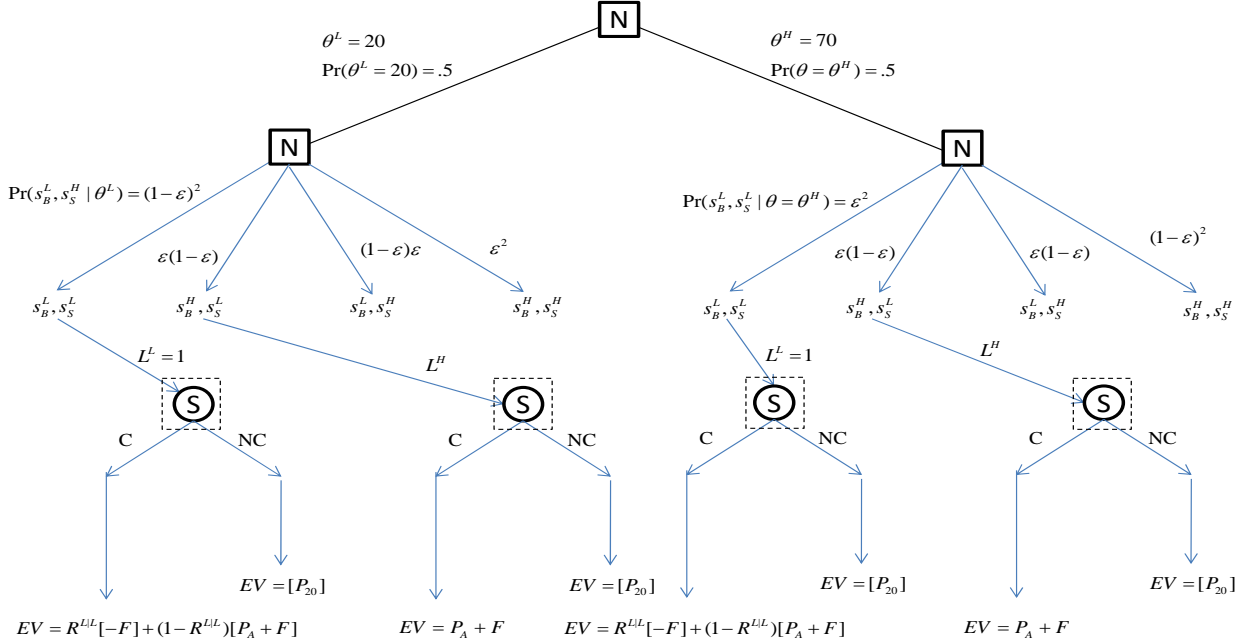 N
θ^L = 20
Pr(θ^L = 20) = .5
θ^H = 70
Pr(θ = θ^H) = .5
N
N
Pr(s_B^L, s_S^H | θ^L) = (1−ε)^2
ε(1−ε)
(1−ε)ε
ε^2
Pr(s_B^L, s_S^L | θ = θ^H) = ε^2
ε(1−ε)
ε(1−ε)
(1−ε)^2
s_B^L, s_S^L
s_B^H, s_S^L
s_B^L, s_S^H
s_B^H, s_S^H
s_B^L, s_S^L
s_B^H, s_S^L
s_B^L, s_S^H
s_B^H, s_S^H
L^L = 1
L^H
L^L = 1
L^H
S
S
S
S
C
NC
C
NC
C
NC
C
NC
EV = [P_20]
EV = [P_20]
EV = [P_20]
EV = [P_20]
EV = R^{L|L}[−F] + (1−R^{L|L})[P_A + F]
EV = P_A + F
EV = R^{L|L}[−F] + (1−R^{L|L})[P_A + F]
EV = P_A + F